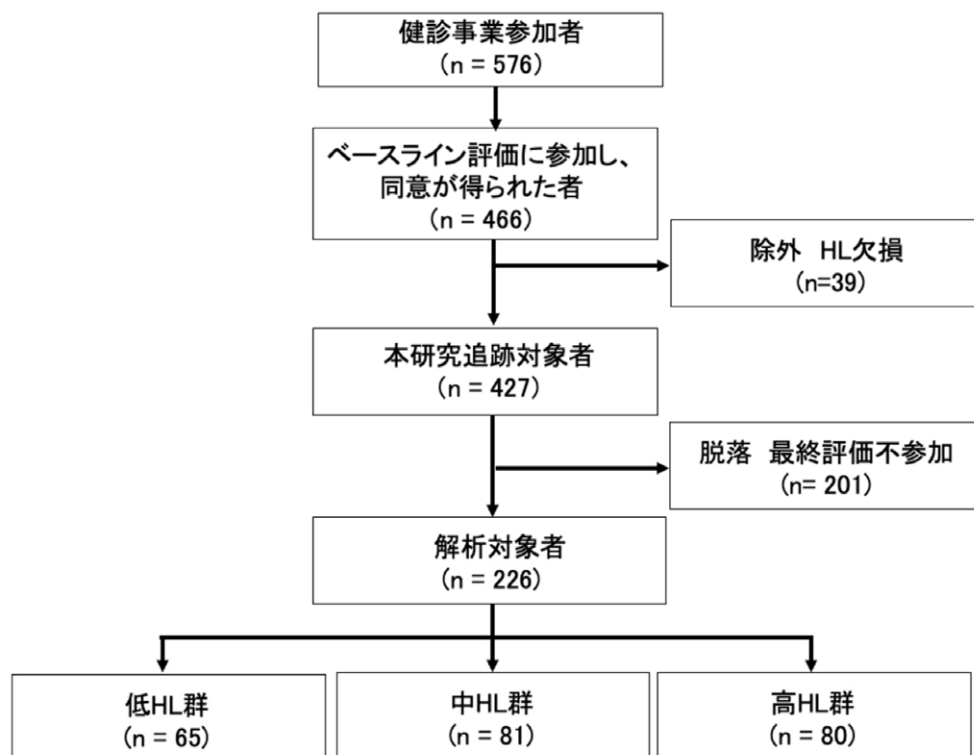 健診事業参加者
(n = 576)
ベースライン評価に参加し、
同意が得られた者
(n = 466)
除外　HL欠損
(n=39)
本研究追跡対象者
(n = 427)
脱落　最終評価不参加
(n= 201)
解析対象者
(n = 226)
低HL群
(n = 65)
中HL群
(n = 81)
高HL群
(n = 80)